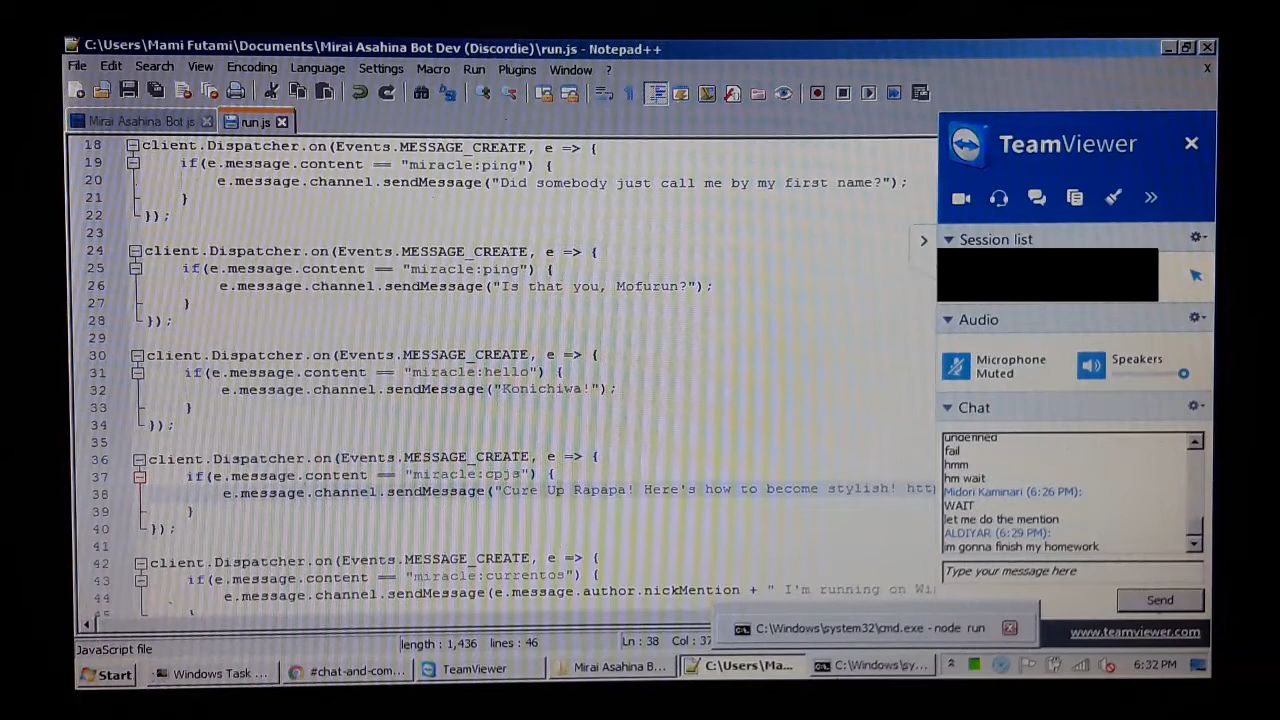 C:\Users\Mami Futami\Documents\Mirai Asahina Bot Dev (Discordie)\run.js - Notepad++
File Edit Search View Encoding Language Settings Macro Run Plugins Window ? X
Mirai Asahina Bot.js run.js
18 client.Dispatcher.on(Events.MESSAGE_CREATE, e => {
19 if(e.message.content == "miracle:ping") {
20 e.message.channel.sendMessage("Did somebody just call me by my first name?");
21 }
22 });
23
24 client.Dispatcher.on(Events.MESSAGE_CREATE, e => {
25 if(e.message.content == "miracle:ping") {
26 e.message.channel.sendMessage("Is that you, Mofurun?");
27 }
28 });
29
30 client.Dispatcher.on(Events.MESSAGE_CREATE, e => {
31 if(e.message.content == "miracle:hello") {
32 e.message.channel.sendMessage("Konichiwa!");
33 }
34 });
35
36 client.Dispatcher.on(Events.MESSAGE_CREATE, e => {
37 if(e.message.content == "miracle:cpjs") {
38 e.message.channel.sendMessage("Cure Up Rapapa! Here's how to become stylish! http
39 }
40 });
41
42 client.Dispatcher.on(Events.MESSAGE_CREATE, e => {
43 if(e.message.content == "miracle:currentos") {
44 e.message.channel.sendMessage(e.message.author.nickMention + " I'm running on Wi
JavaScript file length : 1,436 lines : 46 Ln : 38 Col : 37
TeamViewer
Session list
Audio
Microphone
Muted
Speakers
Chat
undefined
fail
hmm
hm wait
Midori Kaminari (6:26 PM):
WAIT
let me do the mention
ALDIYAR (6:29 PM):
im gonna finish my homework
Type your message here
Send
www.teamviewer.com
C:\Windows\system32\cmd.exe - node run
Start Windows Task ... #chat-and-com... TeamViewer Mirai Asahina B... C:\Users\Ma... C:\Windows\sy... 6:32 PM